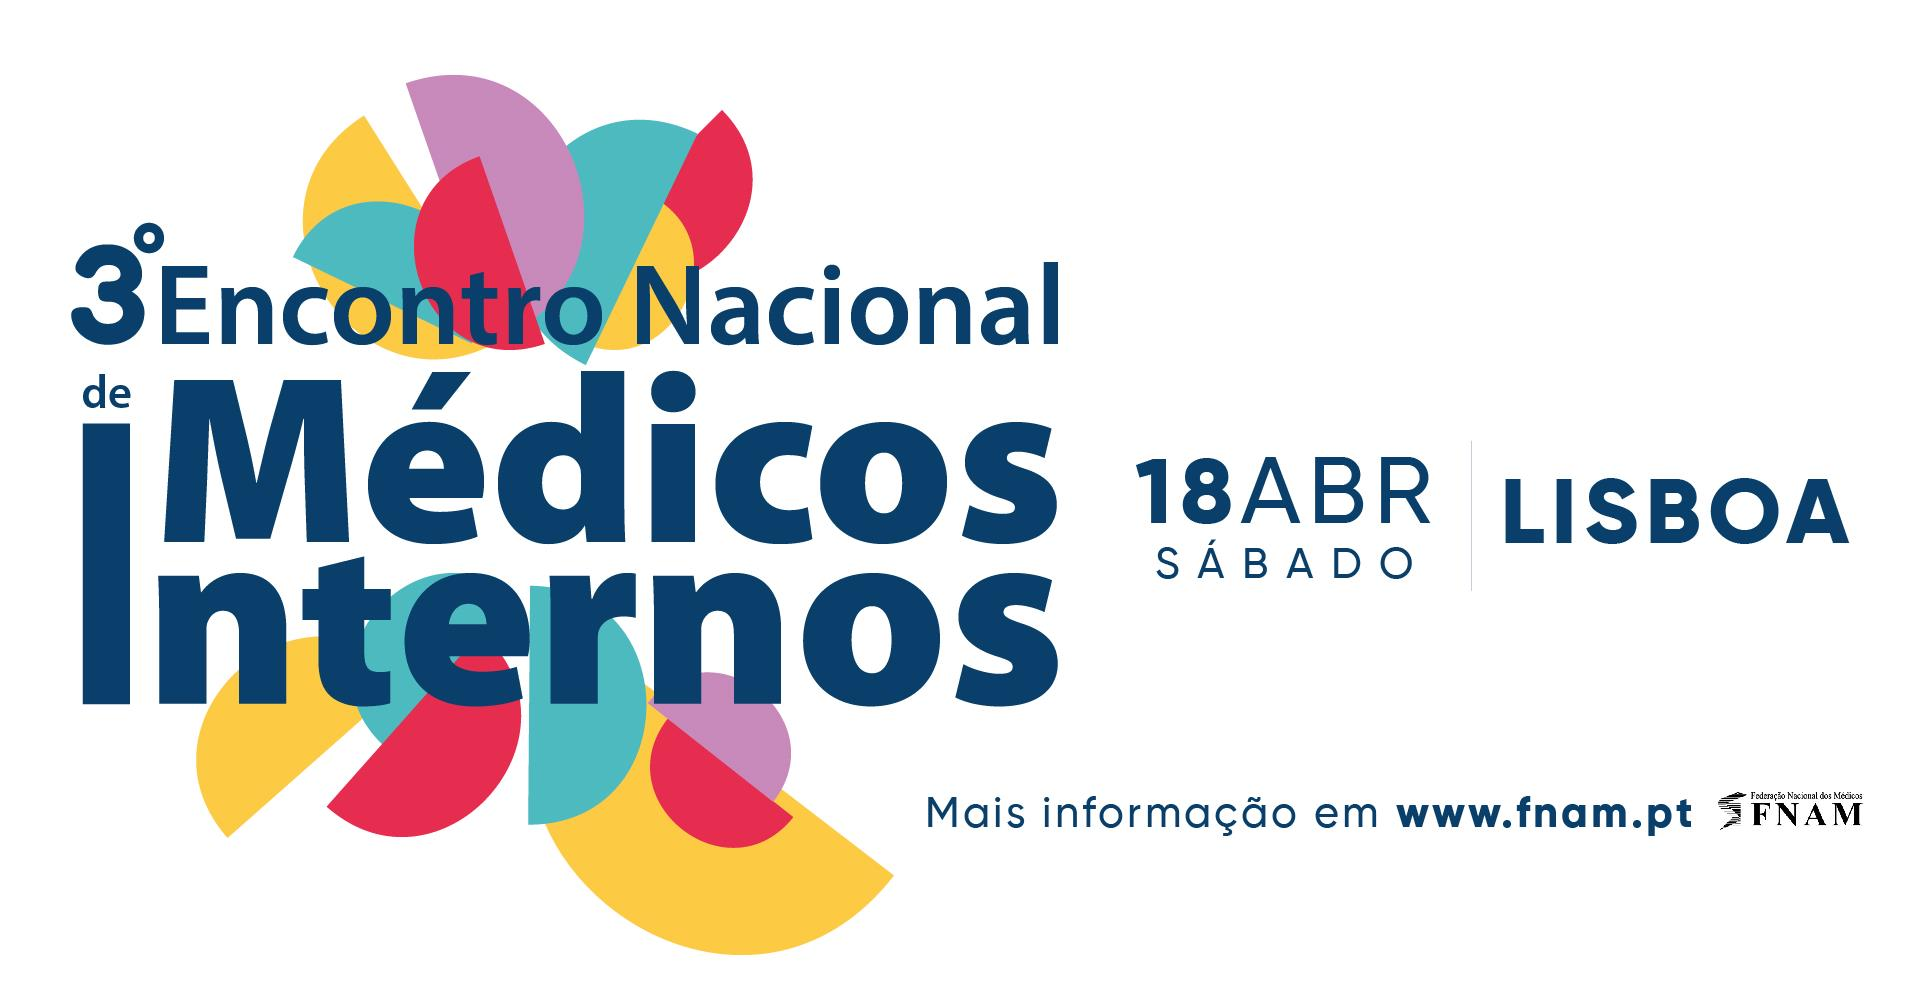 3º Encontro Nacional
de Médicos
Internos
18ABR
SÁBADO
LISBOA
Mais informação em www.fnam.pt
Federação Nacional dos Médicos
FNAM